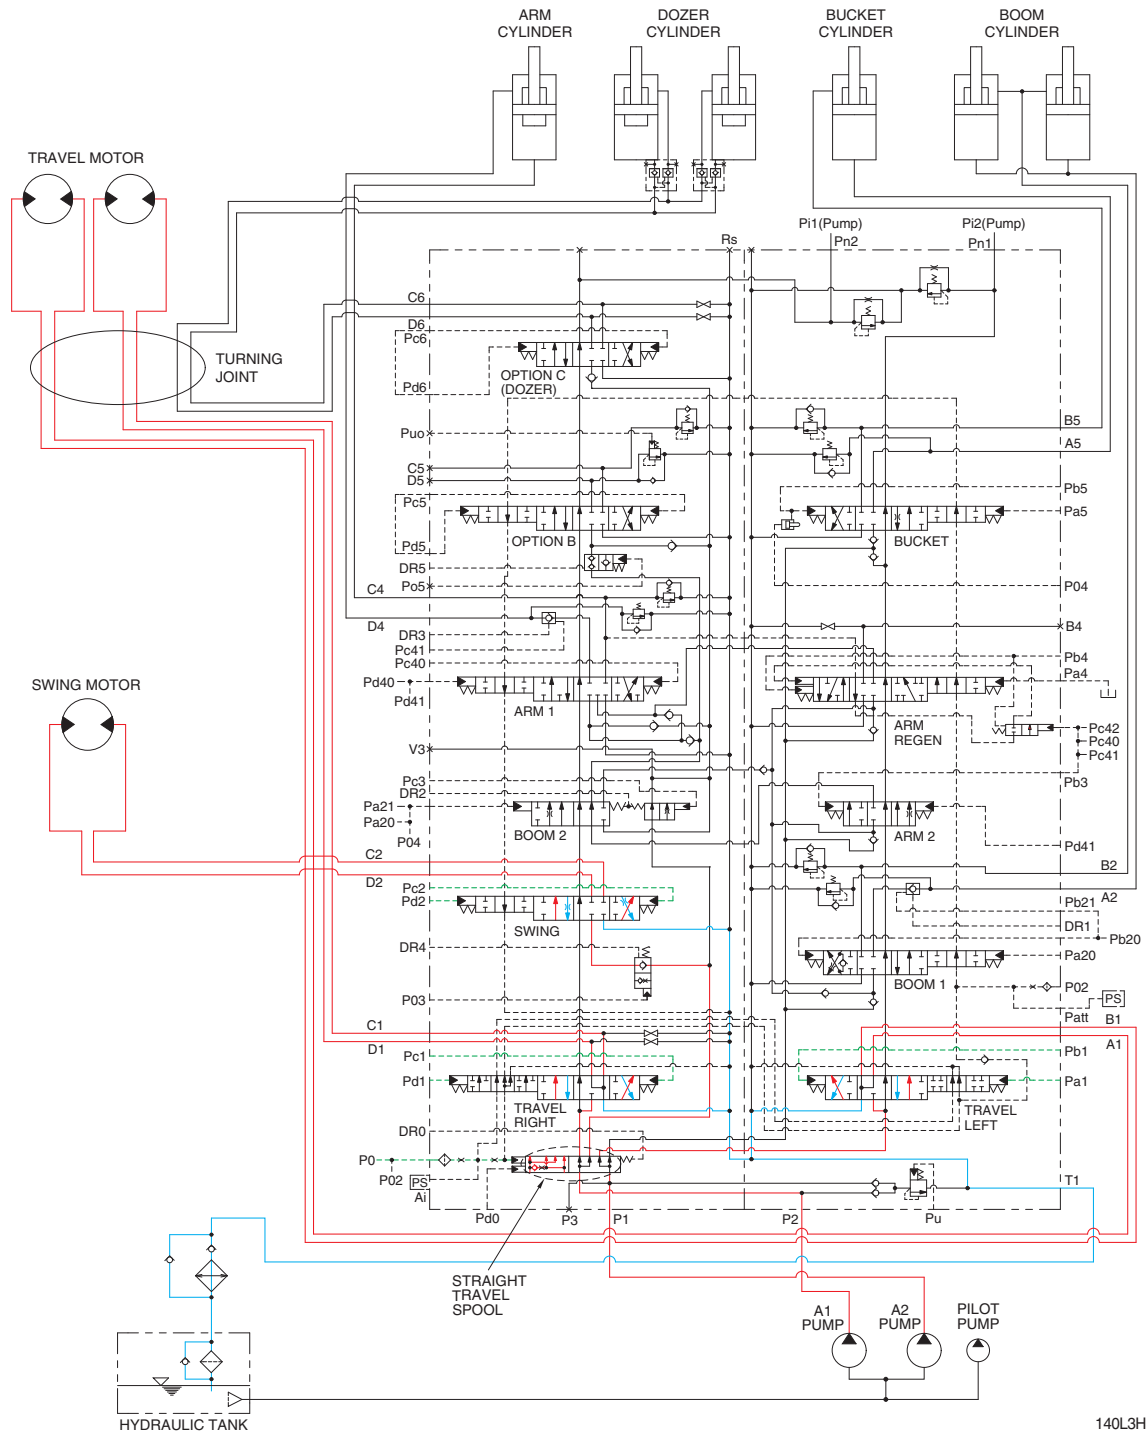 ARM
CYLINDER
DOZER
CYLINDER
BUCKET
CYLINDER
BOOM
CYLINDER
TRAVEL MOTOR
TURNING
JOINT
Rs
Pi1(Pump)
Pn2
Pi2(Pump)
Pn1
C6
D6
Pc6
OPTION C
(DOZER)
Pd6
Puo
C5
D5
Pc5
OPTION B
Pd5
DR5
Po5
C4
D4
DR3
Pc41
Pc40
Pd40
Pd41
ARM 1
V3
Pc3
DR2
Pa21
Pa20
P04
BOOM 2
B5
A5
Pb5
Pa5
BUCKET
P04
B4
Pb4
Pa4
ARM
REGEN
Pc42
Pc40
Pc41
Pb3
ARM 2
Pd41
B2
A2
Pb21
DR1
Pb20
Pa20
BOOM 1
P02
PS
Patt
B1
A1
Pb1
Pa1
TRAVEL
LEFT
SWING MOTOR
C2
D2
Pc2
Pd2
SWING
DR4
P03
C1
D1
Pc1
Pd1
TRAVEL
RIGHT
DR0
P0
P02
PS
Ai
Pd0
P3
P1
P2
Pu
T1
STRAIGHT
TRAVEL
SPOOL
A1
PUMP
A2
PUMP
PILOT
PUMP
HYDRAULIC TANK
140L3H